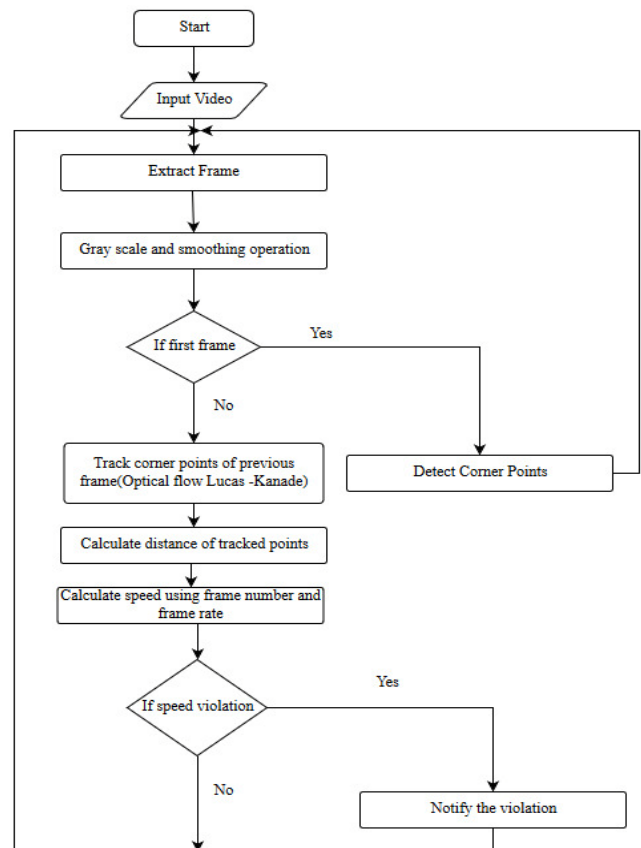 Start
Input Video
Extract Frame
Gray scale and smoothing operation
If first frame
Yes
No
Track corner points of previous
frame(Optical flow Lucas -Kanade)
Detect Corner Points
Calculate distance of tracked points
Calculate speed using frame number and
frame rate
If speed violation
Yes
No
Notify the violation